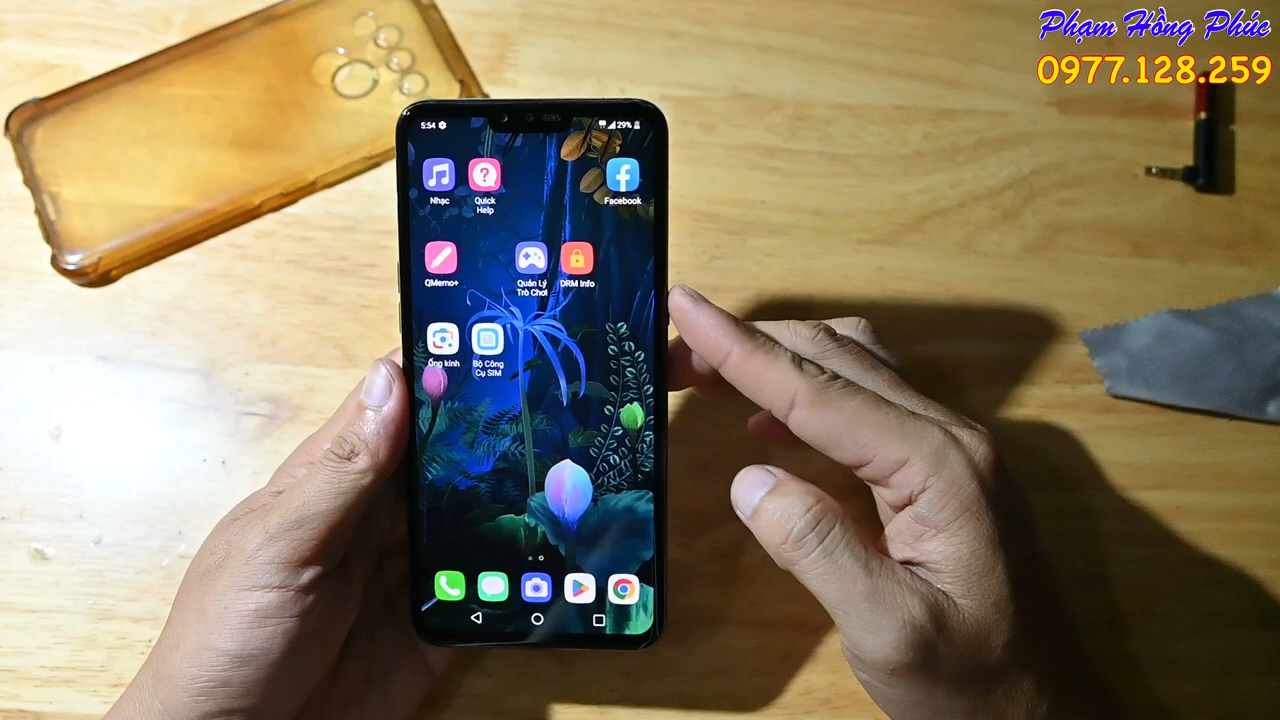 Phạm Hồng Phúc
0977.128.259
5:54
29%
Nhạc
Quick
Help
Facebook
QMemo+
Quản Lý
Trò Chơi
DRM Info
Ống kính
Bộ Công
Cụ SIM